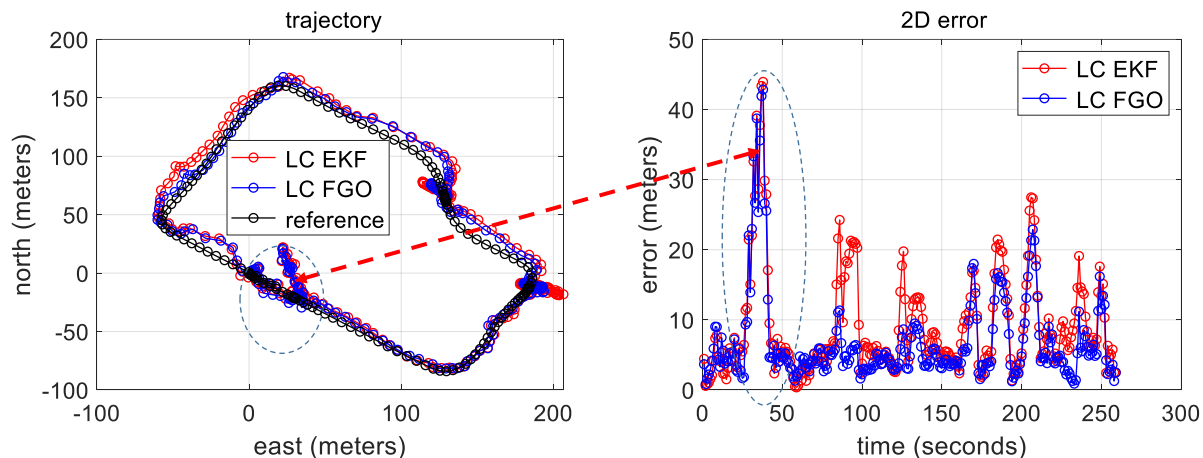 trajectory
200
150
100
50
0
-50
-100
-100
0
100
200
north (meters)
east (meters)
LC EKF
LC FGO
reference
2D error
50
40
30
20
10
0
0
50
100
150
200
250
300
error (meters)
time (seconds)
LC EKF
LC FGO